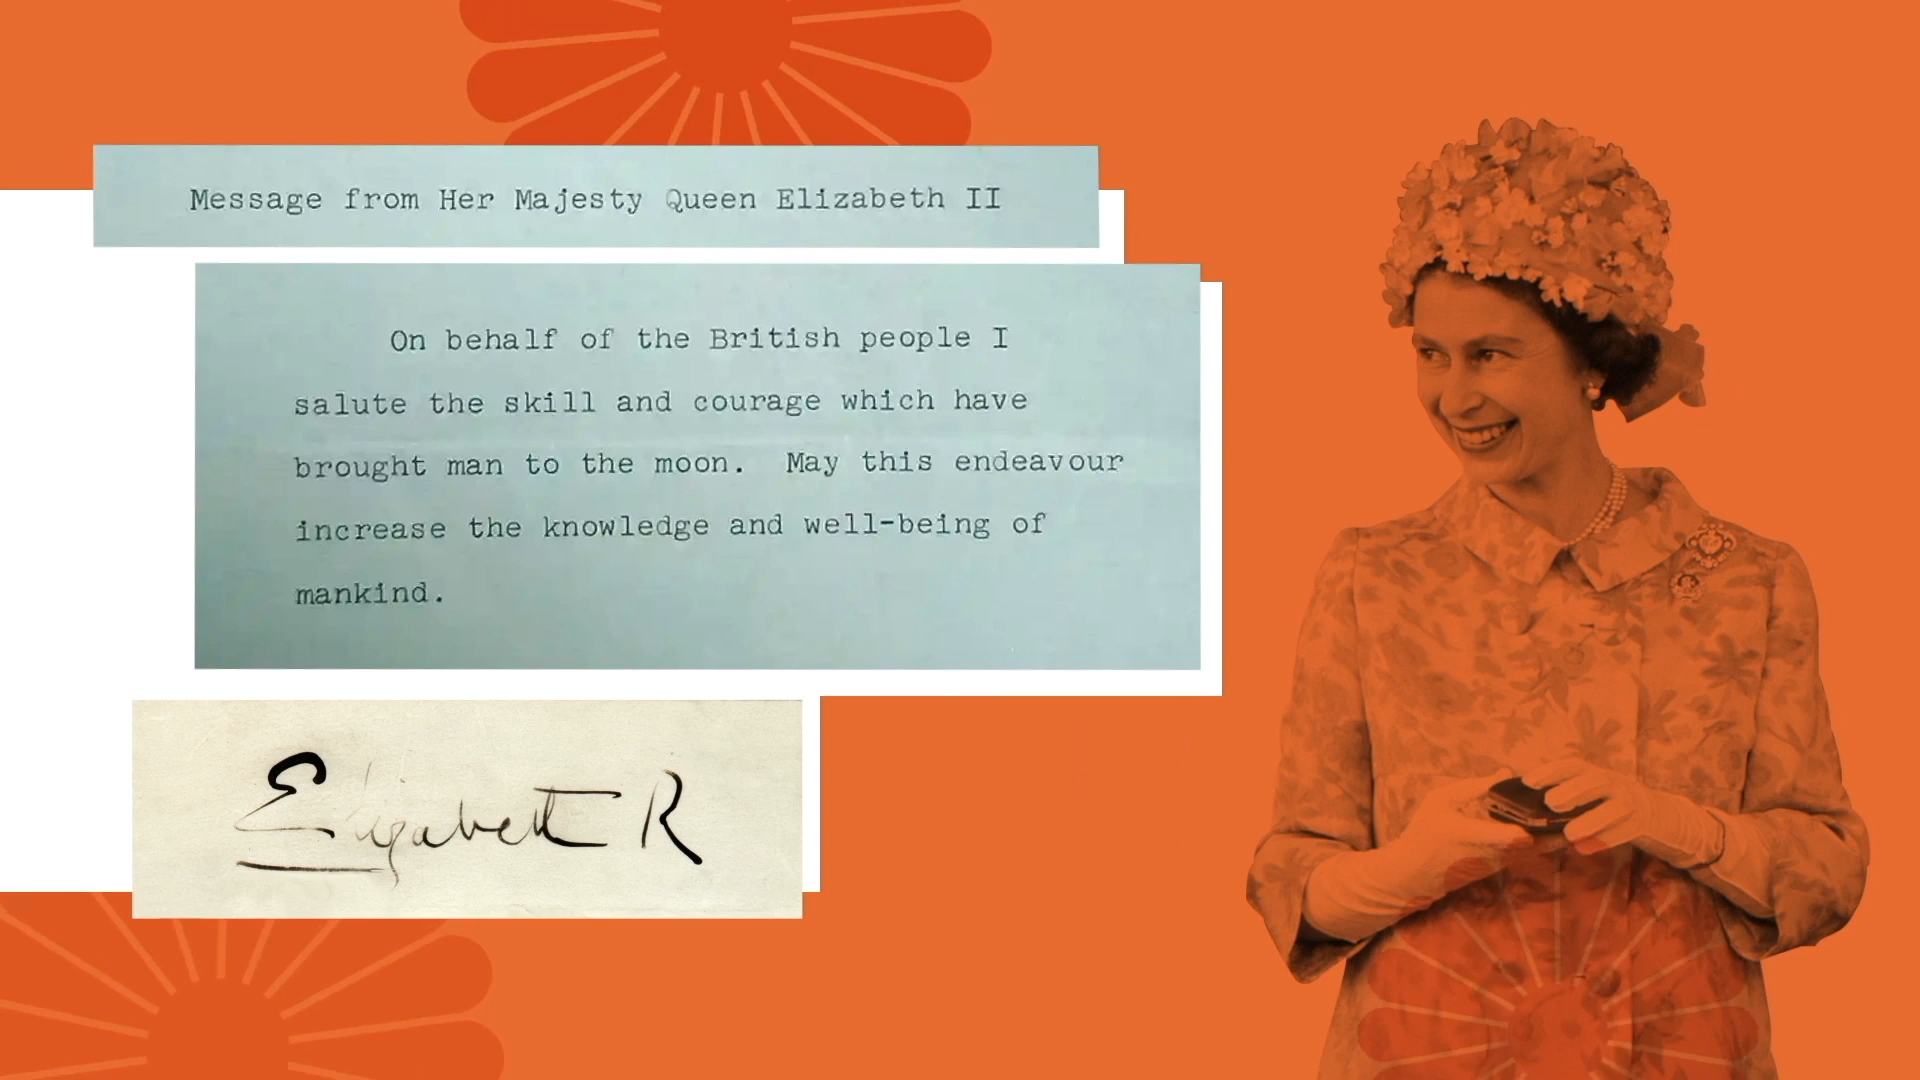 Message from Her Majesty Queen Elizabeth II
On behalf of the British people I
salute the skill and courage which have
brought man to the moon. May this endeavour
increase the knowledge and well-being of
mankind.
Elizabeth R